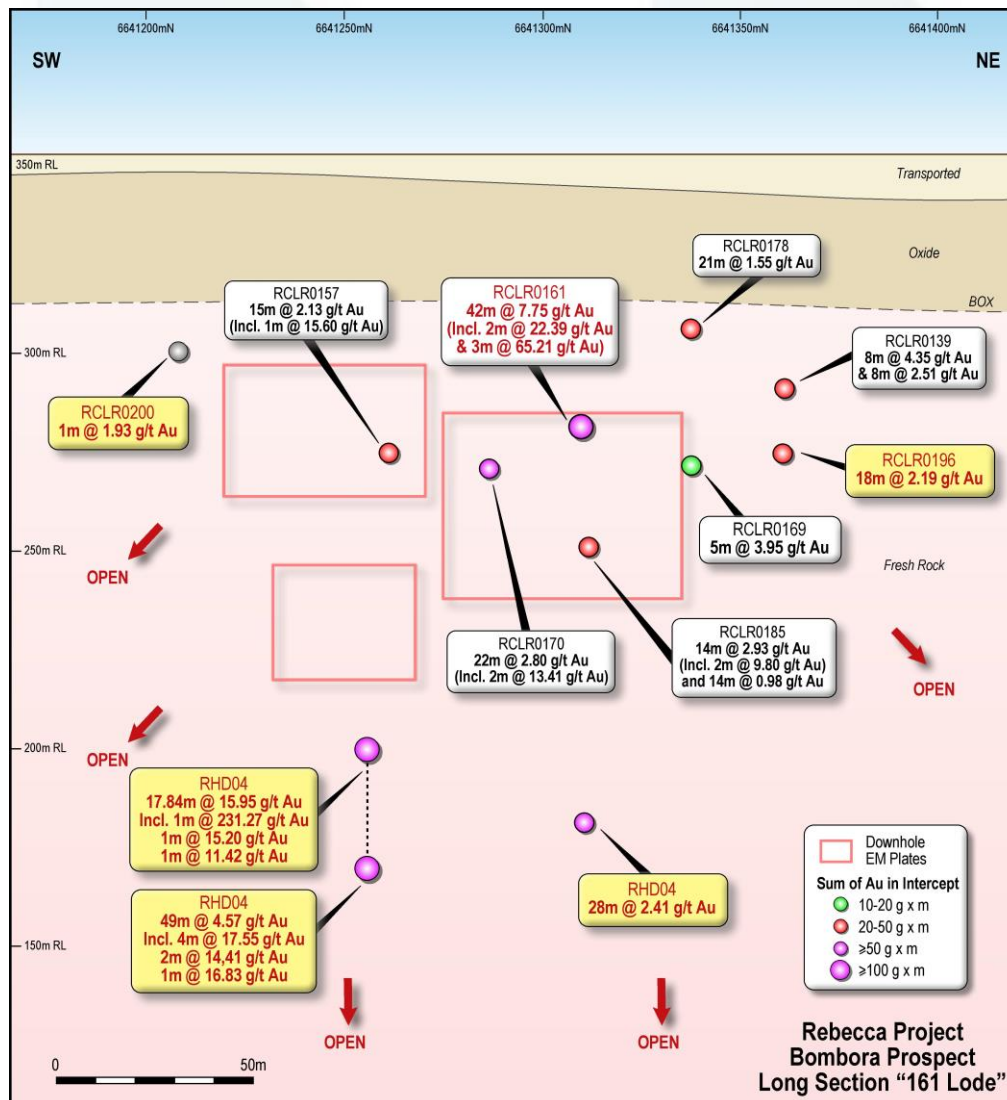 6641200mN
6641250mN
6641300mN
6641350mN
6641400mN
SW
NE
350m RL
Transported
Oxide
BOX
RCLR0178
21m @ 1.55 g/t Au
RCLR0157
15m @ 2.13 g/t Au
(Incl. 1m @ 15.60 g/t Au)
RCLR0161
42m @ 7.75 g/t Au
(Incl. 2m @ 22.39 g/t Au
& 3m @ 65.21 g/t Au)
RCLR0139
8m @ 4.35 g/t Au
& 8m @ 2.51 g/t Au
300m RL
RCLR0200
1m @ 1.93 g/t Au
RCLR0196
18m @ 2.19 g/t Au
RCLR0169
5m @ 3.95 g/t Au
250m RL
OPEN
Fresh Rock
RCLR0170
22m @ 2.80 g/t Au
(Incl. 2m @ 13.41 g/t Au)
RCLR0185
14m @ 2.93 g/t Au
(Incl. 2m @ 9.80 g/t Au)
and 14m @ 0.98 g/t Au
OPEN
200m RL
OPEN
RHD04
17.84m @ 15.95 g/t Au
Incl. 1m @ 231.27 g/t Au
1m @ 15.20 g/t Au
1m @ 11.42 g/t Au
RHD04
49m @ 4.57 g/t Au
Incl. 4m @ 17.55 g/t Au
2m @ 14,41 g/t Au
1m @ 16.83 g/t Au
RHD04
28m @ 2.41 g/t Au
150m RL
OPEN
OPEN
Downhole
EM Plates
Sum of Au in Intercept
10-20 g x m
20-50 g x m
≥50 g x m
≥100 g x m
0
50m
Rebecca Project
Bombora Prospect
Long Section “161 Lode”